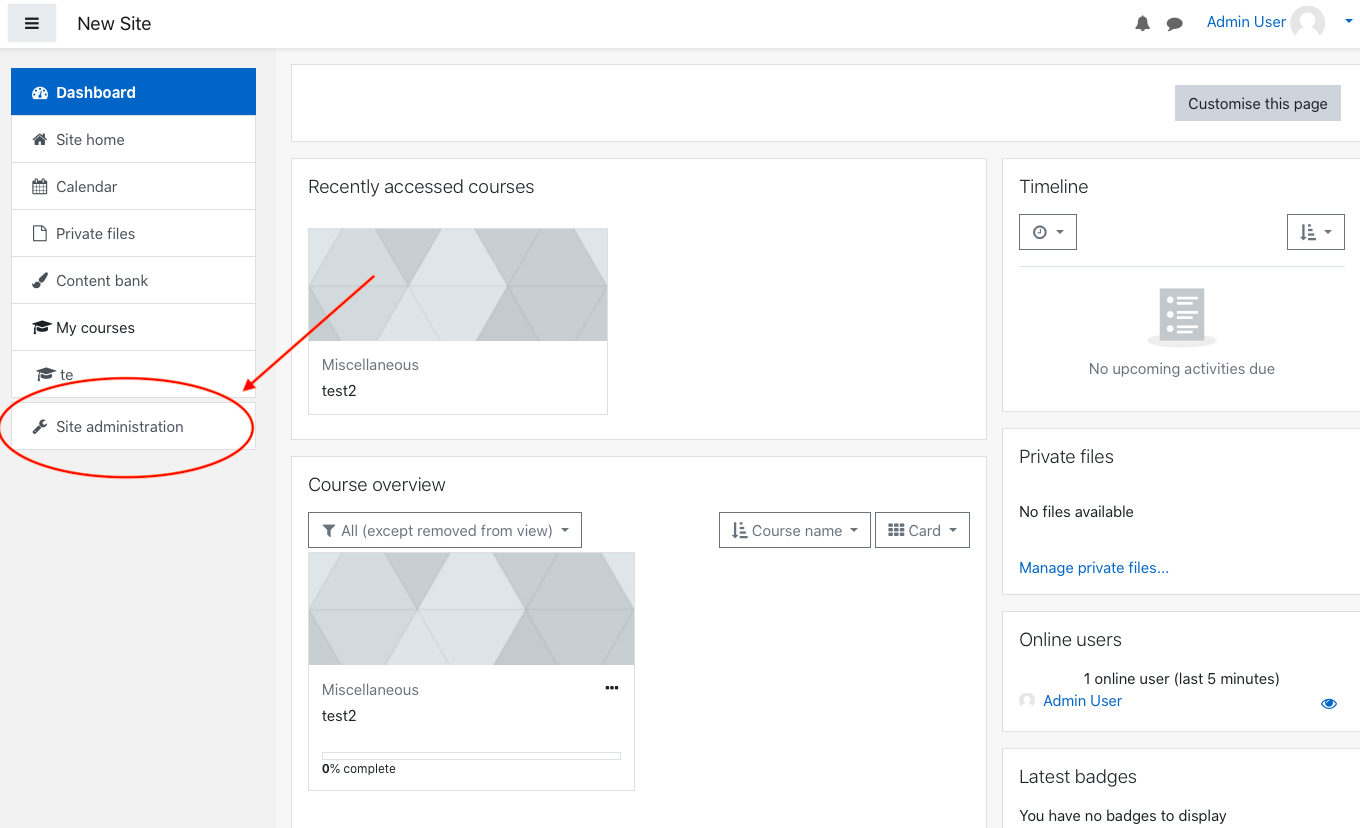 New Site
Admin User
Dashboard
Site home
Calendar
Private files
Content bank
My courses
te
Site administration
Customise this page
Recently accessed courses
Miscellaneous
test2
Course overview
All (except removed from view)
Course name
Card
Miscellaneous
test2
0% complete
Timeline
No upcoming activities due
Private files
No files available
Manage private files...
Online users
1 online user (last 5 minutes)
Admin User
Latest badges
You have no badges to display